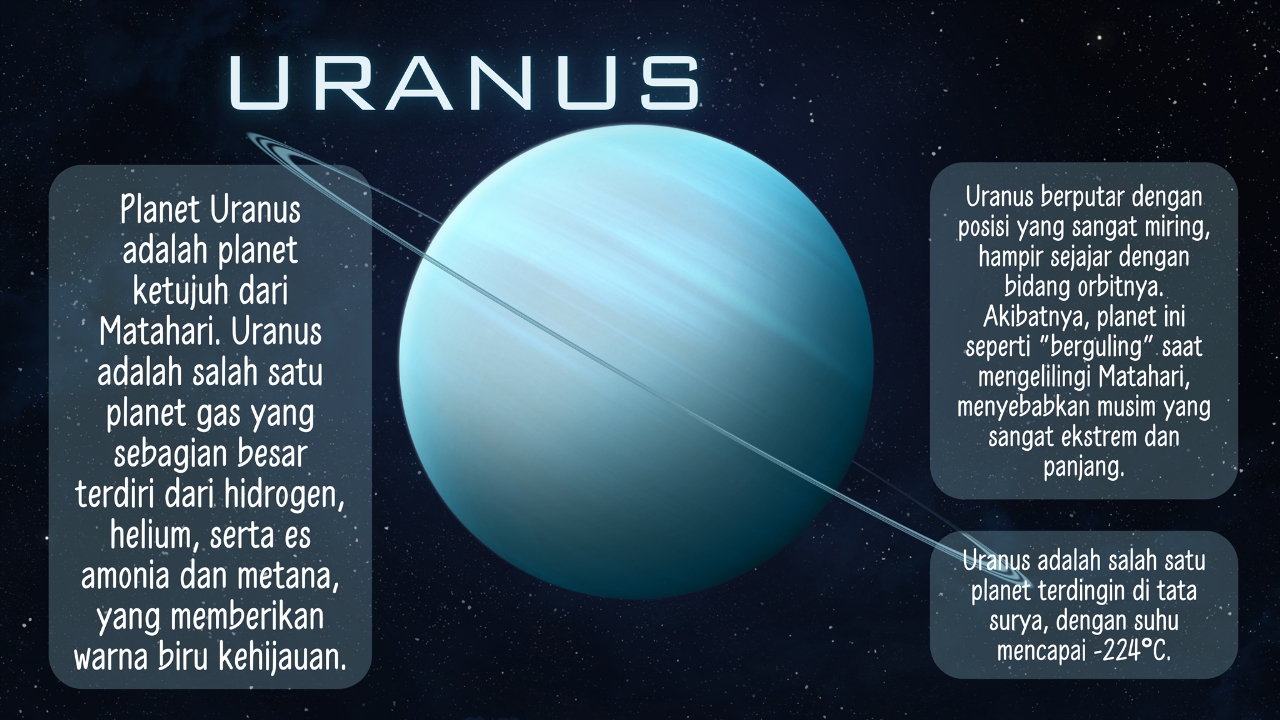 URANUS
Planet Uranus
adalah planet
ketujuh dari
Matahari. Uranus
adalah salah satu
planet gas yang
sebagian besar
terdiri dari hidrogen,
helium, serta es
amonia dan metana,
yang memberikan
warna biru kehijauan.
Uranus berputar dengan
posisi yang sangat miring,
hampir sejajar dengan
bidang orbitnya.
Akibatnya, planet ini
seperti “berguling” saat
mengelilingi Matahari,
menyebabkan musim yang
sangat ekstrem dan
panjang.
Uranus adalah salah satu
planet terdingin di tata
surya, dengan suhu
mencapai -224°C.